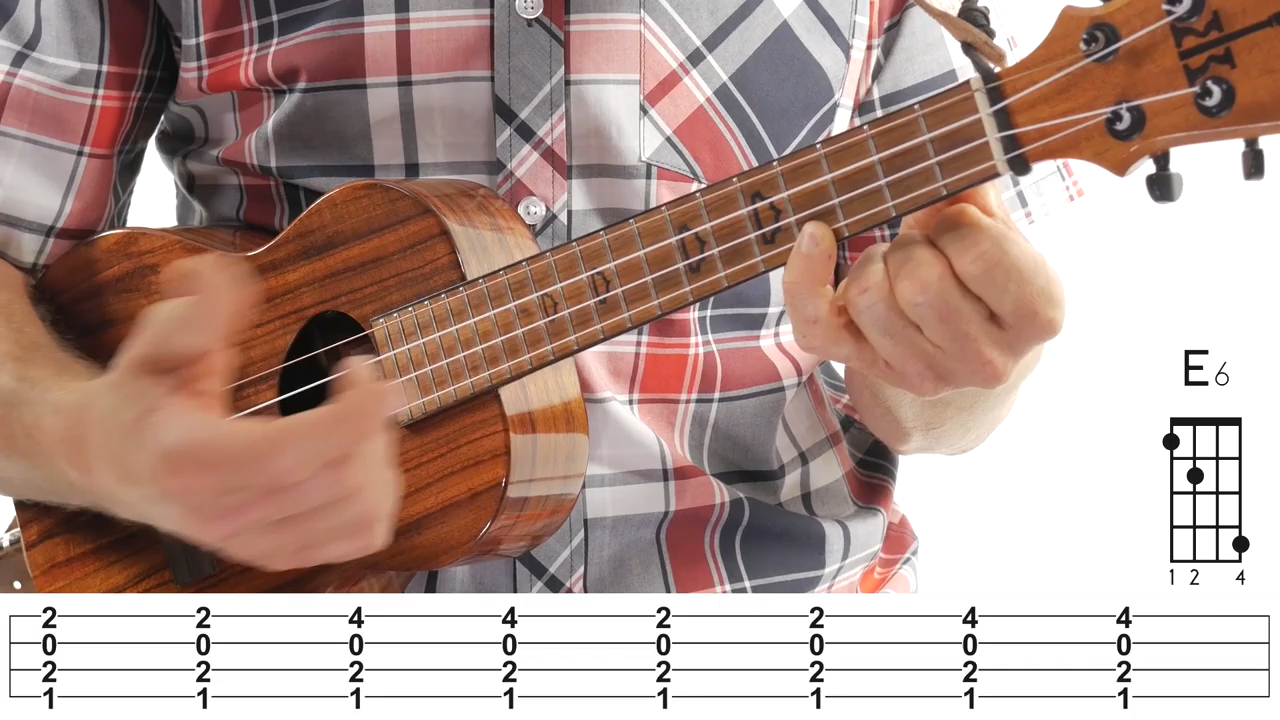 E6
1 2 4
2 2 4 4 2 2 4 4
0 0 0 0 0 0 0 0
2 2 2 2 2 2 2 2
1 1 1 1 1 1 1 1